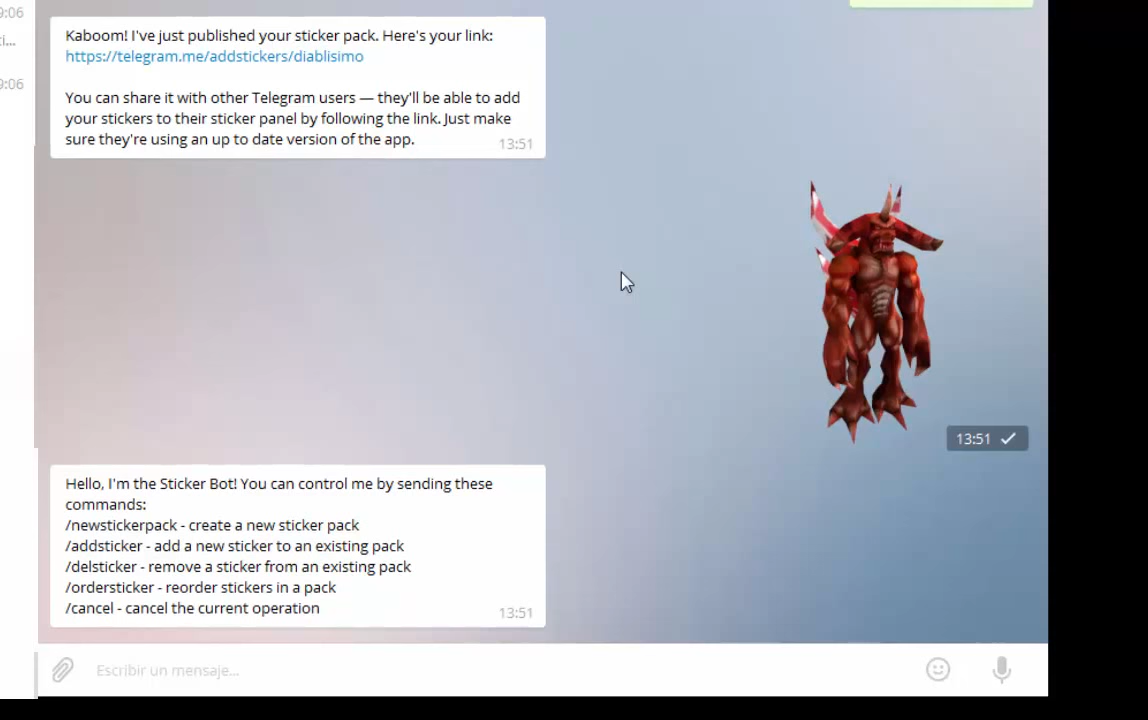 9:06
Kaboom! I've just published your sticker pack. Here's your link:
ti...
https://telegram.me/addstickers/diablisimo
9:06
You can share it with other Telegram users — they'll be able to add
your stickers to their sticker panel by following the link. Just make
sure they're using an up to date version of the app.
13:51
13:51
Hello, I'm the Sticker Bot! You can control me by sending these
commands:
/newstickerpack - create a new sticker pack
/addsticker - add a new sticker to an existing pack
/delsticker - remove a sticker from an existing pack
/ordersticker - reorder stickers in a pack
/cancel - cancel the current operation
13:51
Escribir un mensaje...